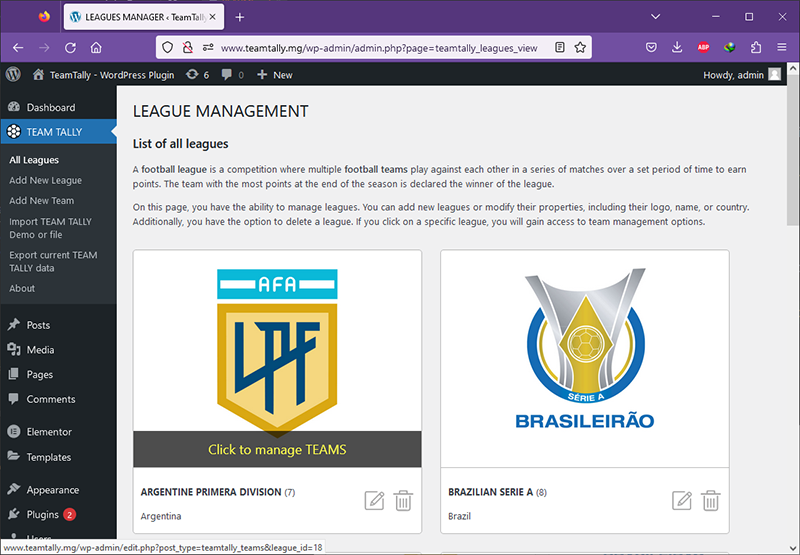 LEAGUES MANAGER ‹ TeamTally
www.teamtally.mg/wp-admin/admin.php?page=teamtally_leagues_view
ABP
TeamTally - WordPress Plugin
6
0
New
Howdy, admin
Dashboard
TEAM TALLY
All Leagues
Add New League
Add New Team
Import TEAM TALLY
Demo or file
Export current TEAM
TALLY data
About
Posts
Media
Pages
Comments
Elementor
Templates
Appearance
Plugins 2
Users
LEAGUE MANAGEMENT
List of all leagues
A football league is a competition where multiple football teams play against each other in a series of matches over a set period of time to earn
points. The team with the most points at the end of the season is declared the winner of the league.
On this page, you have the ability to manage leagues. You can add new leagues or modify their properties, including their logo, name, or country.
Additionally, you have the option to delete a league. If you click on a specific league, you will gain access to team management options.
AFA
LPF
Click to manage TEAMS
ARGENTINE PRIMERA DIVISION (7)
Argentina
SÉRIE A
BRASILEIRÃO
BRAZILIAN SERIE A (8)
Brazil
www.teamtally.mg/wp-admin/edit.php?post_type=teamtally_teams&league_id=18